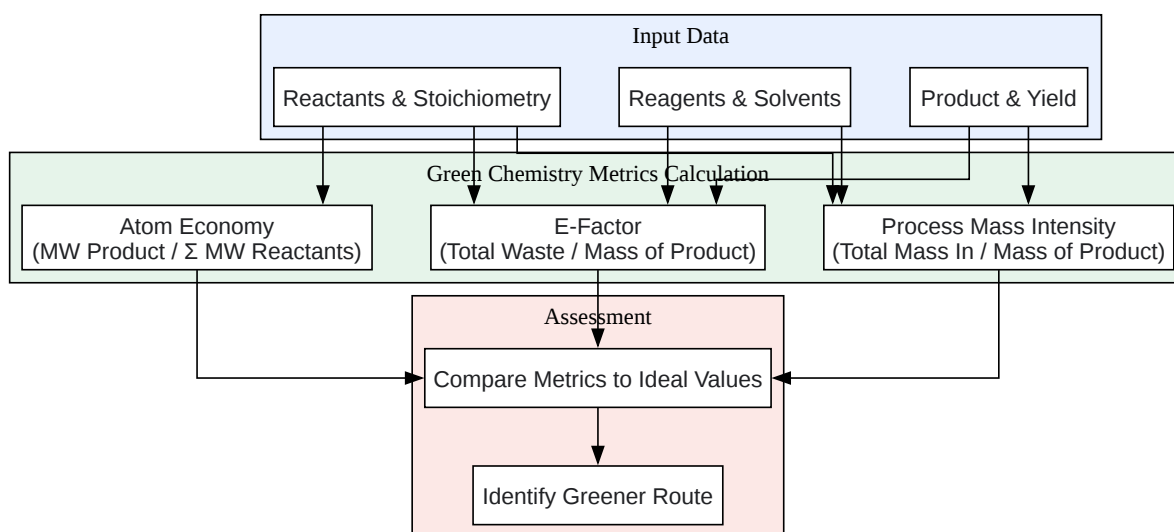 Input Data
Reactants & Stoichiometry
Reagents & Solvents
Product & Yield
Green Chemistry Metrics Calculation
Atom Economy
(MW Product / Σ MW Reactants)
E-Factor
(Total Waste / Mass of Product)
Process Mass Intensity
(Total Mass In / Mass of Product)
Assessment
Compare Metrics to Ideal Values
Identify Greener Route